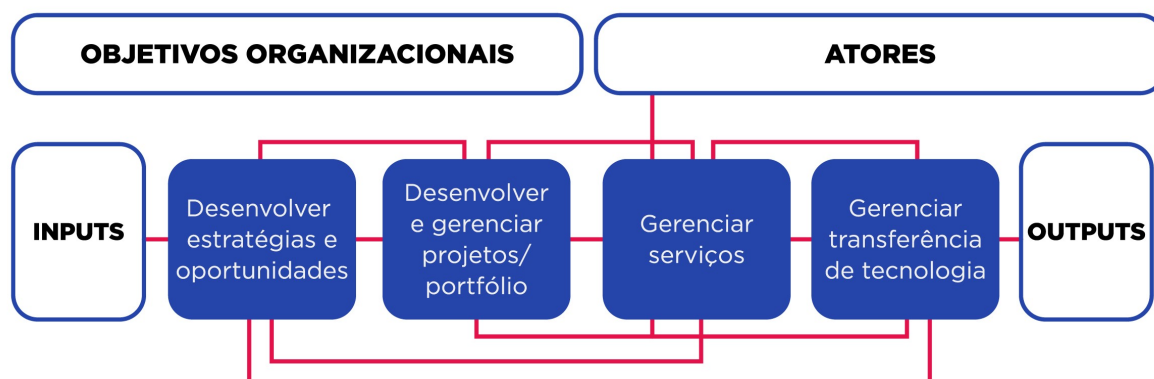 OBJETIVOS ORGANIZACIONAIS
ATORES
INPUTS
Desenvolver
estratégias e
oportunidades
Desenvolver
e gerenciar
projetos/
portfólio
Gerenciar
serviços
Gerenciar
transferência
de tecnologia
OUTPUTS